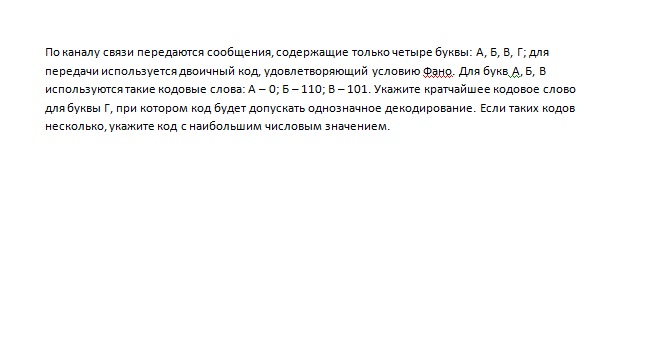 По каналу связи передаются сообщения, содержащие только четыре буквы: А, Б, В, Г; для
передачи используется двоичный код, удовлетворяющий условию Фано. Для букв А, Б, В
используются такие кодовые слова: А – 0; Б – 110; В – 101. Укажите кратчайшее кодовое слово
для буквы Г, при котором код будет допускать однозначное декодирование. Если таких кодов
несколько, укажите код с наибольшим числовым значением.